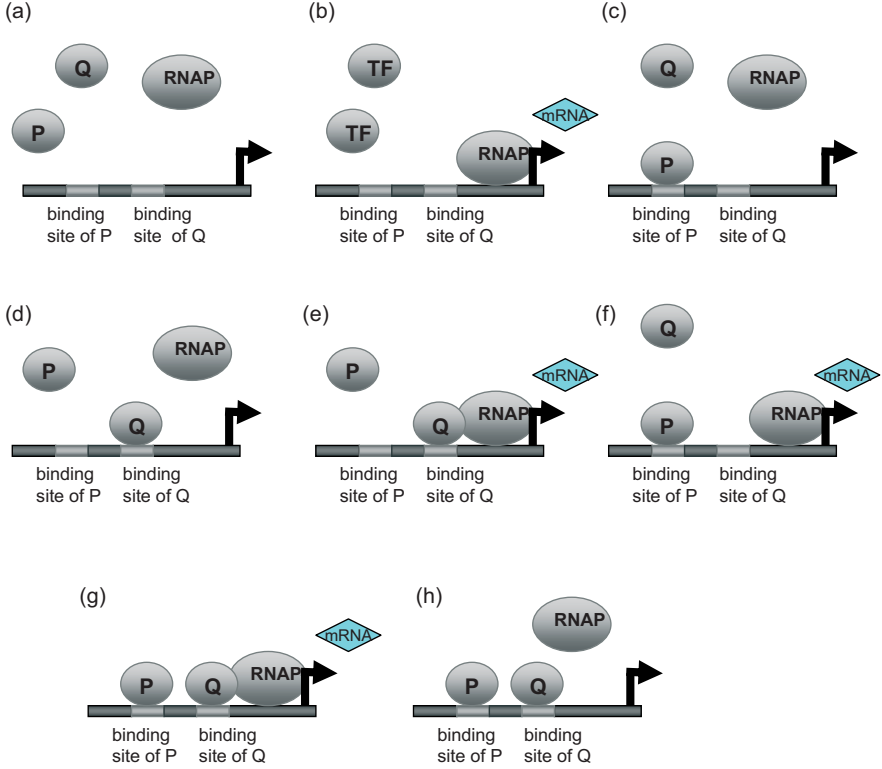 (a)
Q
RNAP
P
binding
site of P
binding
site of Q
(b)
TF
TF
mRNA
RNAP
binding
site of P
binding
site of Q
(c)
Q
RNAP
P
binding
site of P
binding
site of Q
(d)
P
RNAP
Q
binding
site of P
binding
site of Q
(e)
P
mRNA
Q
RNAP
binding
site of P
binding
site of Q
(f)
Q
mRNA
P
RNAP
binding
site of P
binding
site of Q
(g)
mRNA
P
Q
RNAP
binding
site of P
binding
site of Q
(h)
RNAP
P
Q
binding
site of P
binding
site of Q